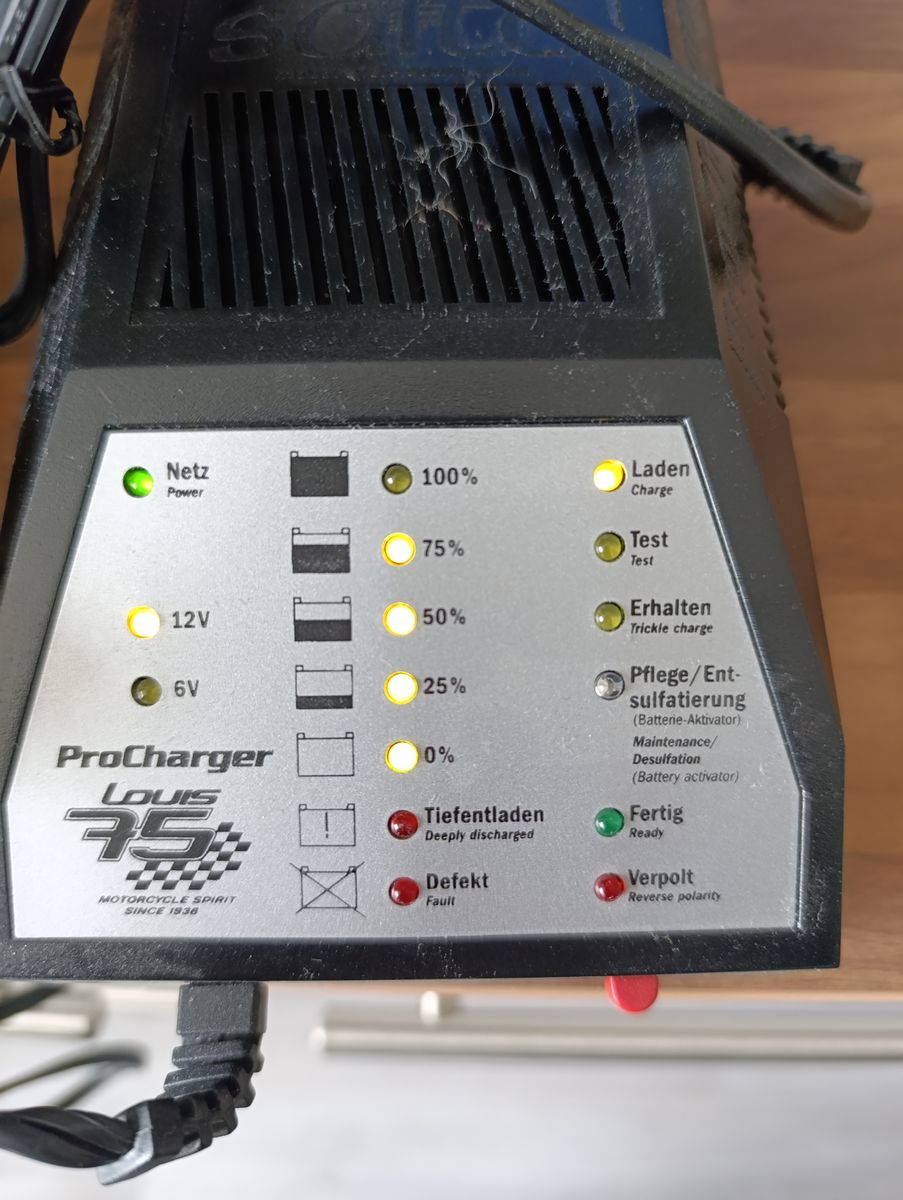 Netz
Power
12V
6V
ProCharger
Louis
75
MOTORCYCLE SPIRIT
SINCE 1938
100%
75%
50%
25%
0%
!
Tiefentladen
Deeply discharged
Defekt
Fault
Laden
Charge
Test
Test
Erhalten
Trickle charge
Pflege/Ent-
sulfatierung
(Batterie-Aktivator)
Maintenance/
Desulfation
(Battery activator)
Fertig
Ready
Verpolt
Reverse polarity